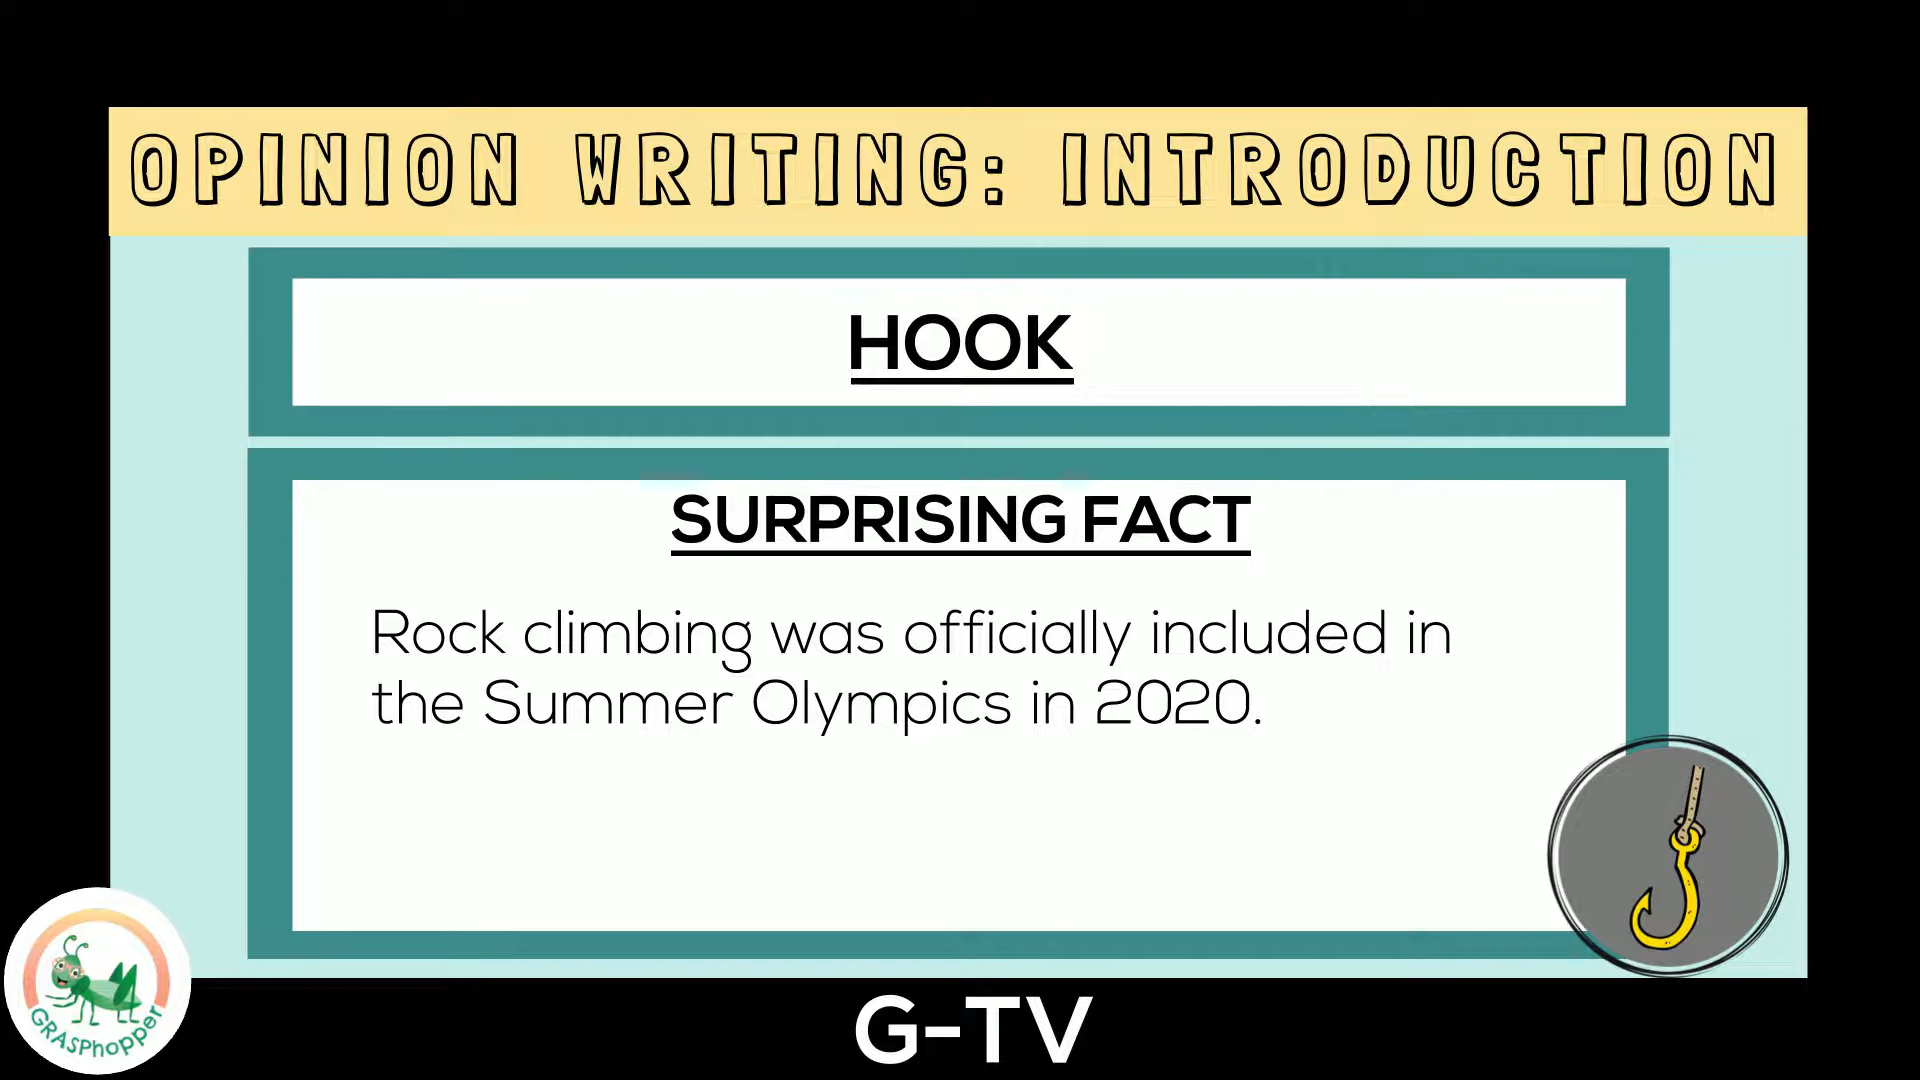 OPINION WRITING: INTRODUCTION
HOOK
SURPRISING FACT
Rock climbing was officially included in
the Summer Olympics in 2020.
GRASPhopper
G-TV